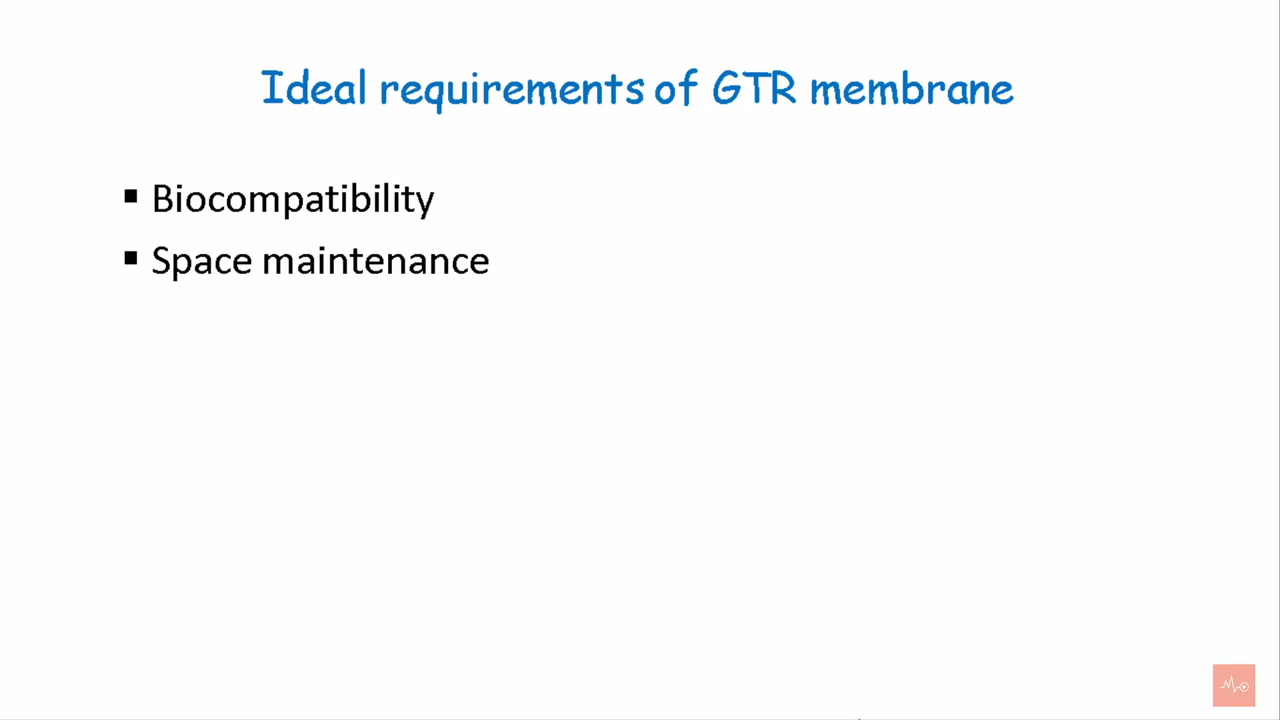 Ideal requirements of GTR membrane
▪ Biocompatibility
▪ Space maintenance